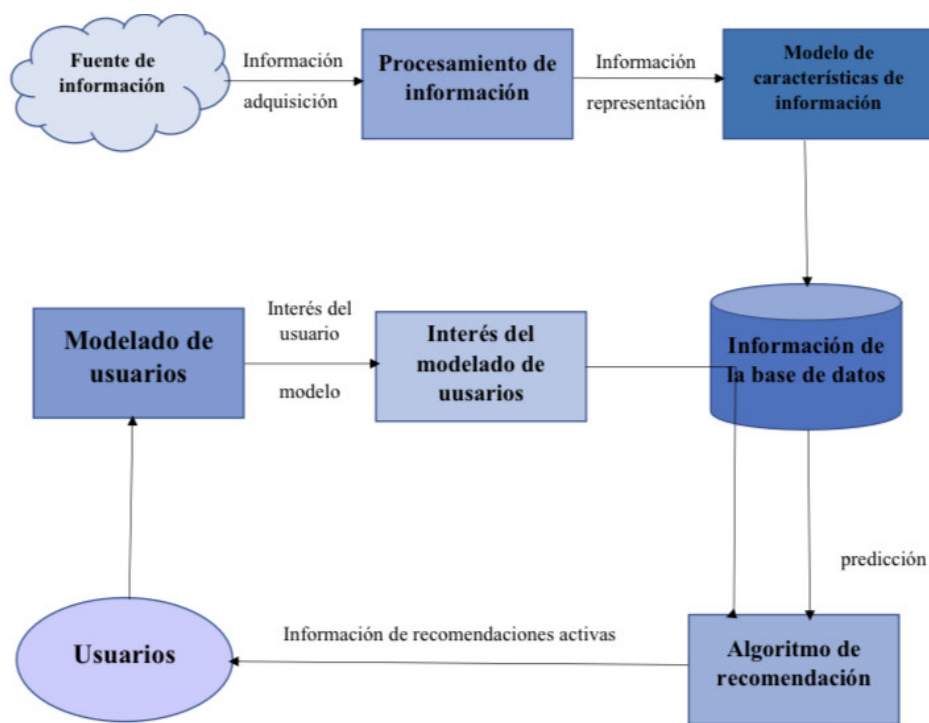 Fuente de
información
Información
adquisición
Procesamiento de
información
Información
representación
Modelo de
características de
información
Modelado de
usuarios
Interés del
usuario
modelo
Interés del
modelado de
uusarios
Información de
la base de datos
predicción
Usuarios
Información de recomendaciones activas
Algoritmo de
recomendación